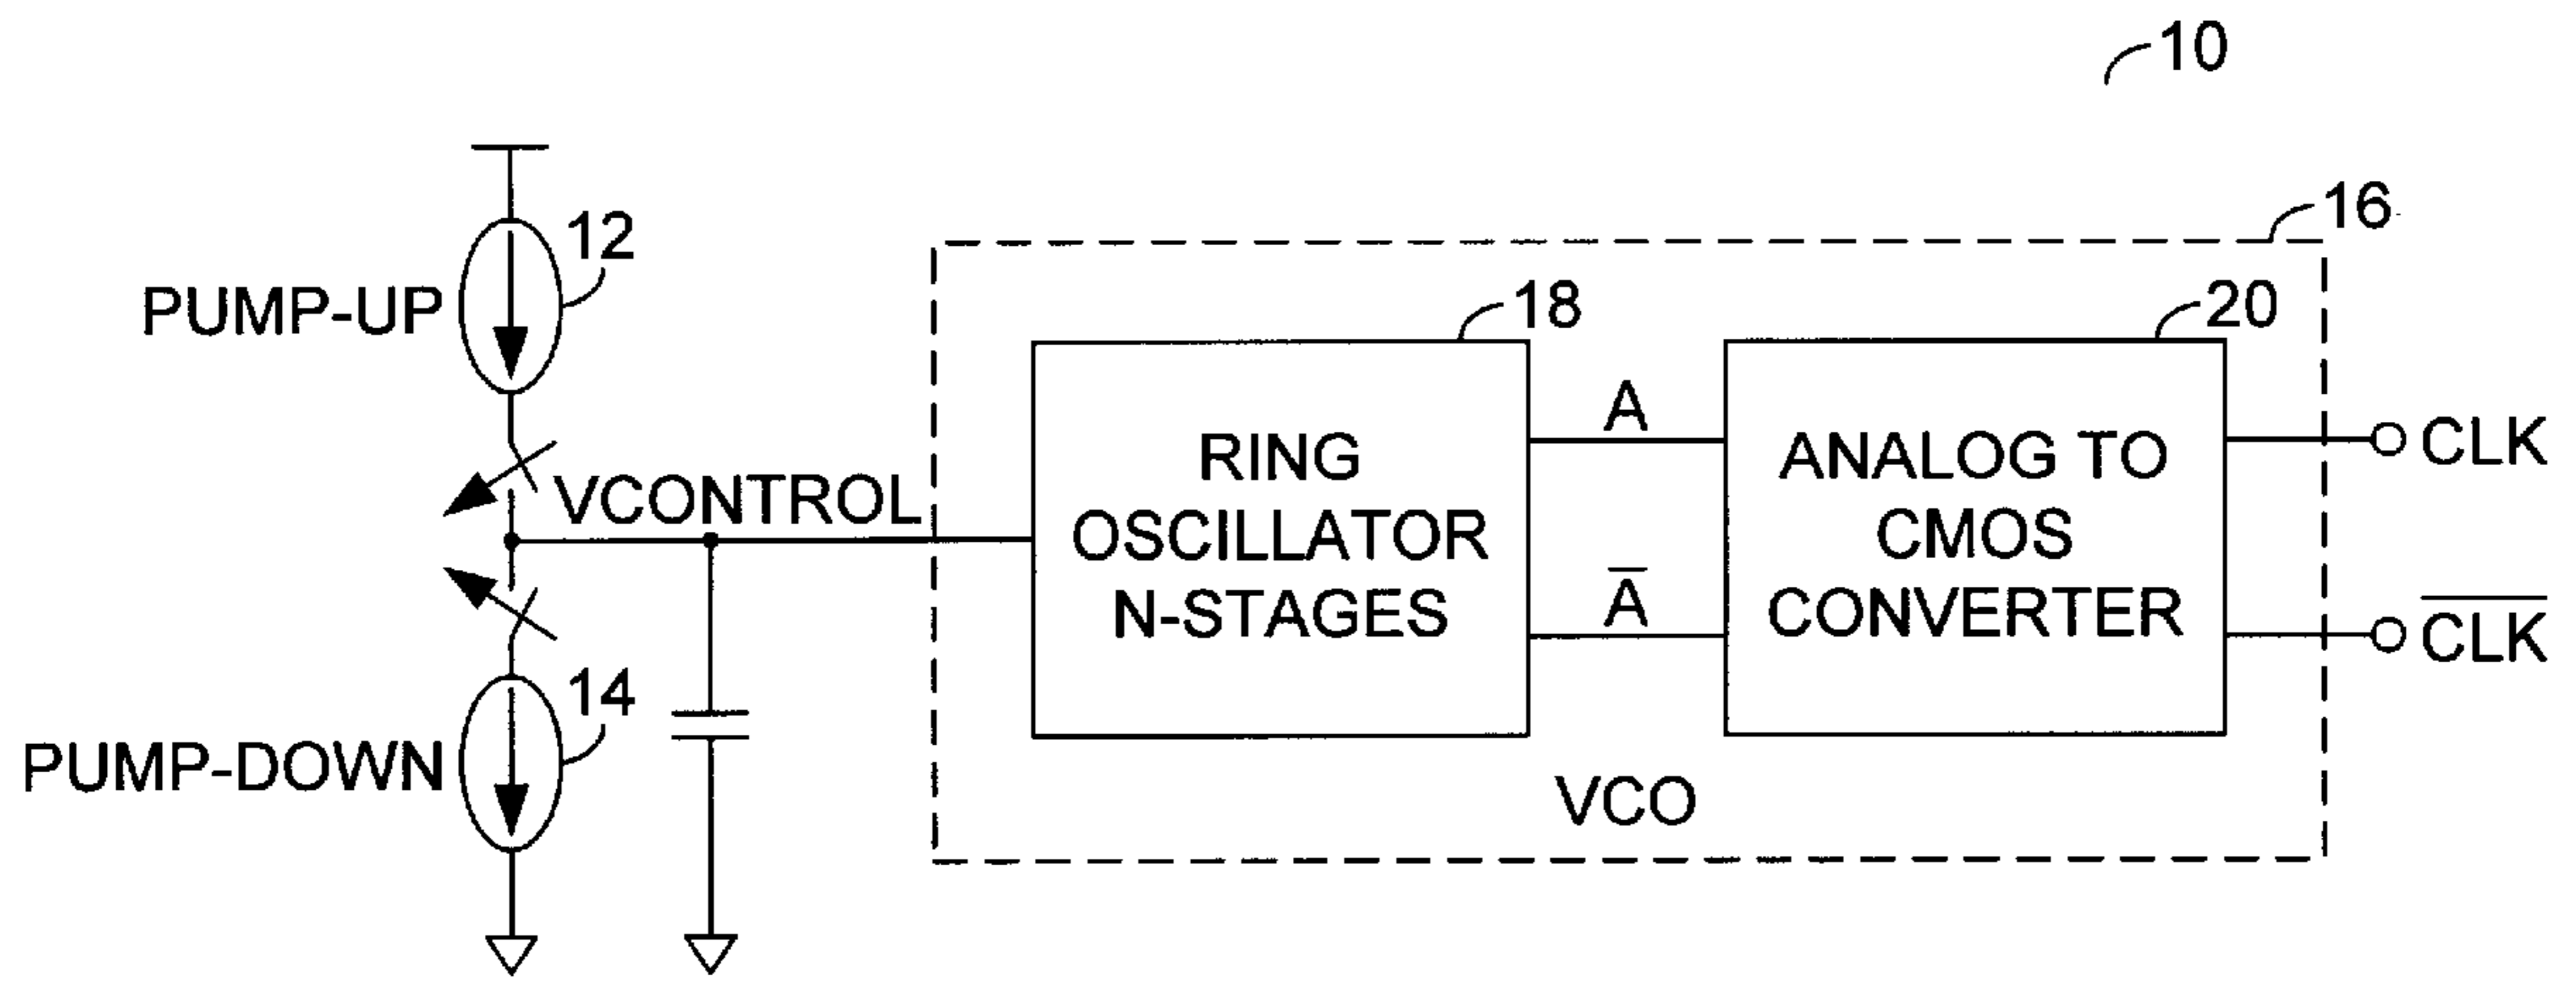 10
16
12
PUMP-UP
18
20
A
CLK
VCONTROL
RING
OSCILLATOR
N-STAGES
ANALOG TO
CMOS
CONVERTER
A̅
C̅L̅K̅
14
PUMP-DOWN
VCO